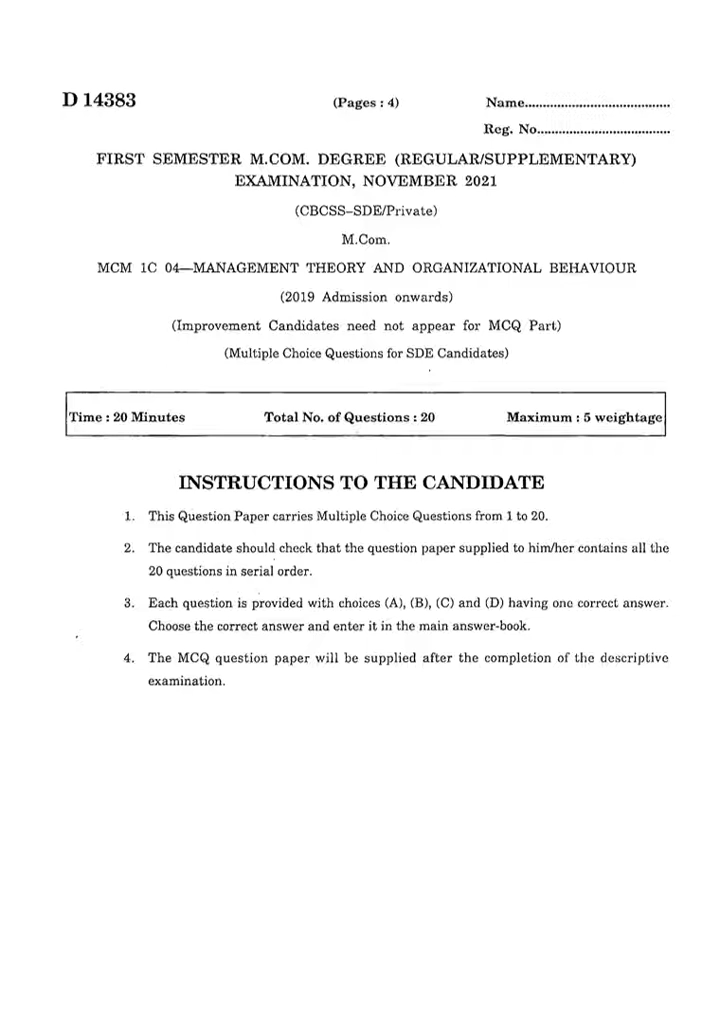 D 14383
(Pages : 4)
Name........................................
Reg. No.....................................
FIRST SEMESTER M.COM. DEGREE (REGULAR/SUPPLEMENTARY)
EXAMINATION, NOVEMBER 2021
(CBCSS–SDE/Private)
M.Com.
MCM 1C 04—MANAGEMENT THEORY AND ORGANIZATIONAL BEHAVIOUR
(2019 Admission onwards)
(Improvement Candidates need not appear for MCQ Part)
(Multiple Choice Questions for SDE Candidates)
Time : 20 Minutes Total No. of Questions : 20 Maximum : 5 weightage
INSTRUCTIONS TO THE CANDIDATE
1. This Question Paper carries Multiple Choice Questions from 1 to 20.
2. The candidate should check that the question paper supplied to him/her contains all the
20 questions in serial order.
3. Each question is provided with choices (A), (B), (C) and (D) having one correct answer.
Choose the correct answer and enter it in the main answer-book.
4. The MCQ question paper will be supplied after the completion of the descriptive
examination.